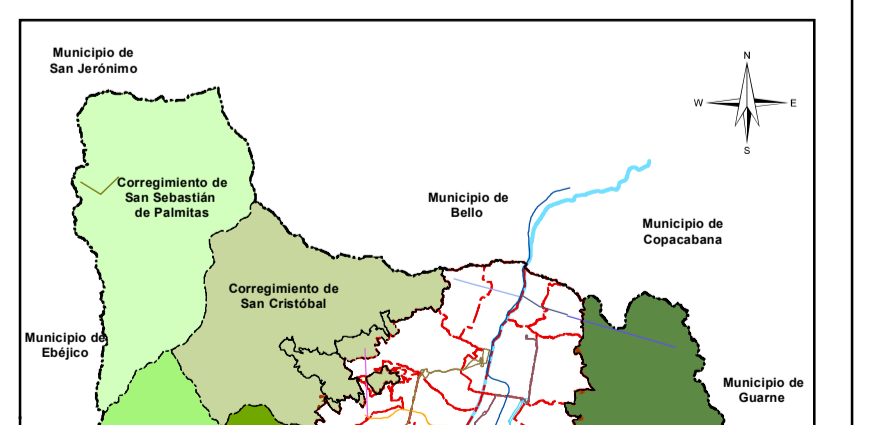 Municipio de
San Jerónimo
N
W
E
S
Corregimiento de
San Sebastián
de Palmitas
Municipio de
Bello
Municipio de
Copacabana
Corregimiento de
San Cristóbal
Municipio de
Ebéjico
Municipio de
Guarne